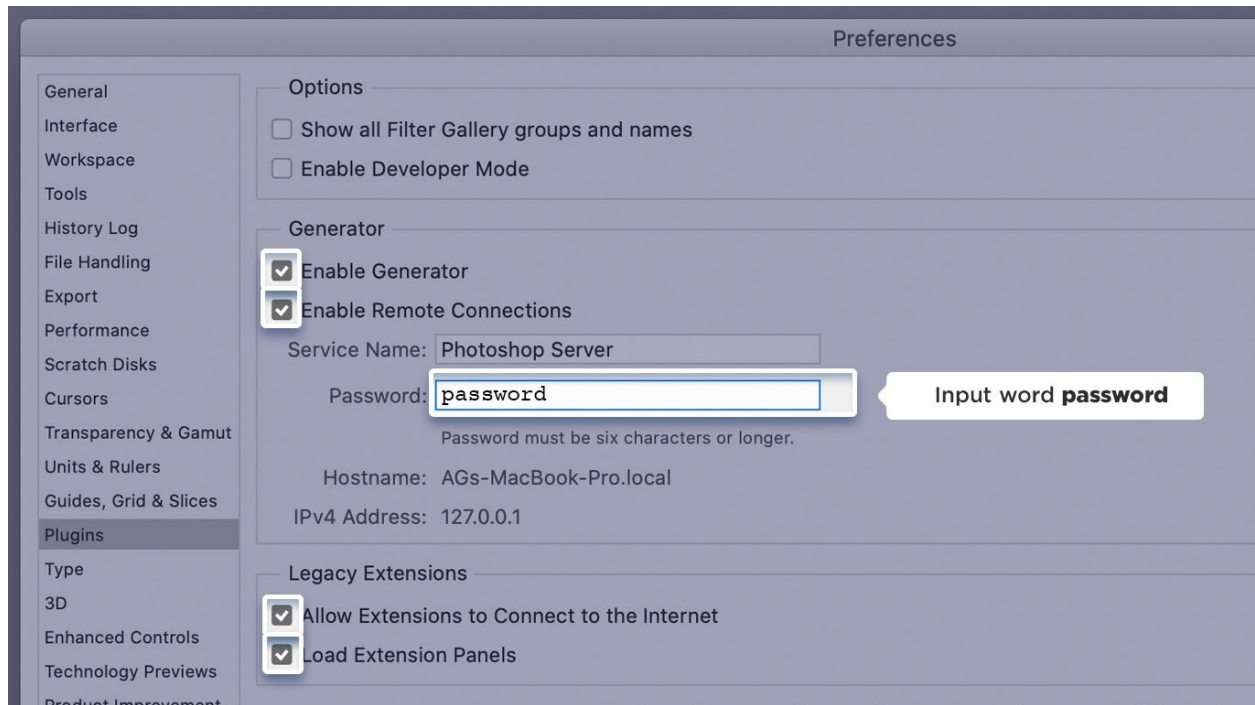 Preferences
General
Interface
Workspace
Tools
History Log
File Handling
Export
Performance
Scratch Disks
Cursors
Transparency & Gamut
Units & Rulers
Guides, Grid & Slices
Plugins
Type
3D
Enhanced Controls
Technology Previews
Product Improvement
Options
Show all Filter Gallery groups and names
Enable Developer Mode
Generator
Enable Generator
Enable Remote Connections
Service Name: Photoshop Server
Password: password
Input word password
Password must be six characters or longer.
Hostname: AGs-MacBook-Pro.local
IPv4 Address: 127.0.0.1
Legacy Extensions
Allow Extensions to Connect to the Internet
Load Extension Panels